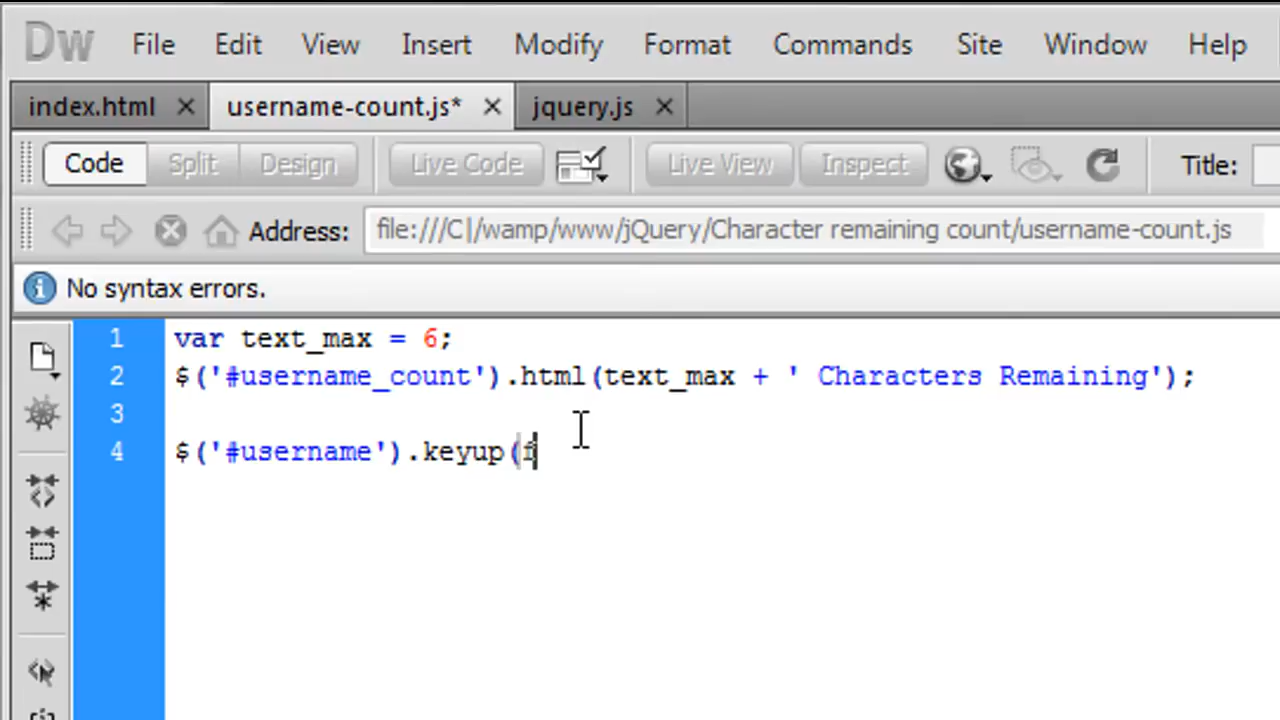 Dw File Edit View Insert Modify Format Commands Site Window Help
index.html username-count.js* jquery.js
Code Split Design Live Code Live View Inspect Title:
Address: file:///C|/wamp/www/jQuery/Character remaining count/username-count.js
No syntax errors.
1 var text_max = 6;
2 $('#username_count').html(text_max + ' Characters Remaining');
3
4 $('#username').keyup(f